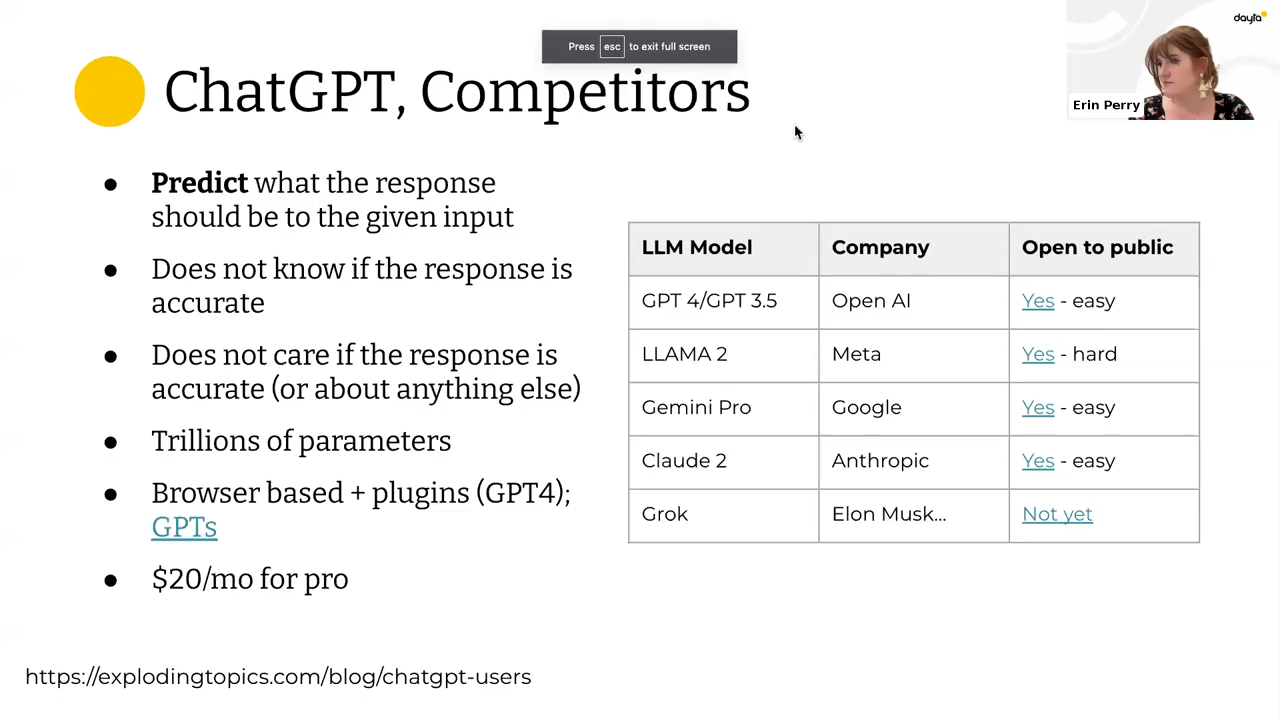 dayta
Press esc to exit full screen
ChatGPT, Competitors
Erin Perry
● Predict what the response
should be to the given input
● Does not know if the response is
accurate
● Does not care if the response is
accurate (or about anything else)
● Trillions of parameters
● Browser based + plugins (GPT4);
GPTs
● $20/mo for pro
LLM Model Company Open to public
GPT 4/GPT 3.5 Open AI Yes - easy
LLAMA 2 Meta Yes - hard
Gemini Pro Google Yes - easy
Claude 2 Anthropic Yes - easy
Grok Elon Musk... Not yet
https://explodingtopics.com/blog/chatgpt-users